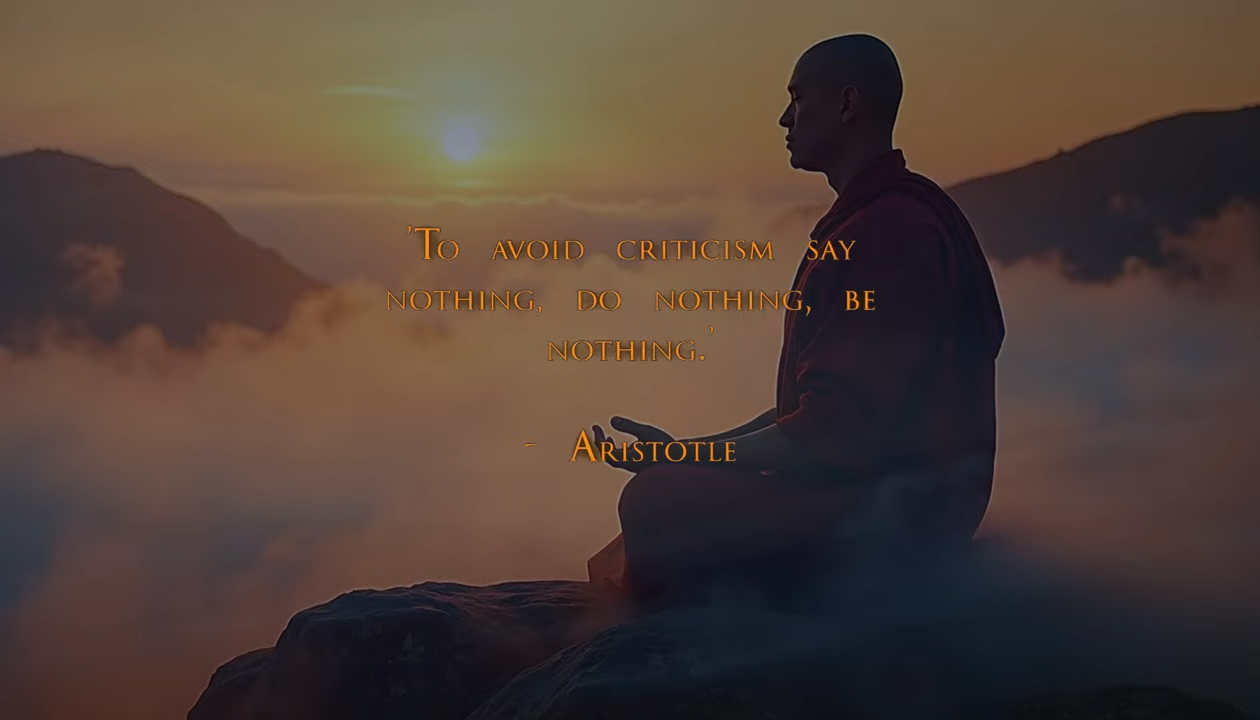 'To avoid criticism say
nothing, do nothing, be
nothing.'
- Aristotle